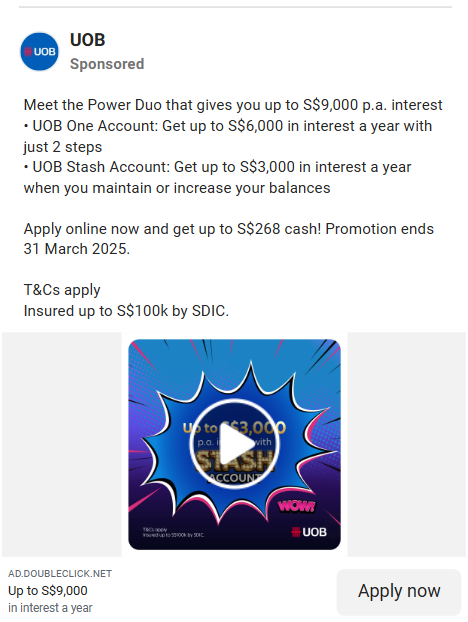 UOB
UOB
Sponsored
Meet the Power Duo that gives you up to S$9,000 p.a. interest
• UOB One Account: Get up to S$6,000 in interest a year with
just 2 steps
• UOB Stash Account: Get up to S$3,000 in interest a year
when you maintain or increase your balances
Apply online now and get up to S$268 cash! Promotion ends
31 March 2025.
T&Cs apply
Insured up to S$100k by SDIC.
Up to S$3,000
p.a. with
STASH
ACCOUNT
WOW!
T&Cs apply
Insured up to S$100k by SDIC.
UOB
AD.DOUBLECLICK.NET
Up to S$9,000
in interest a year
Apply now